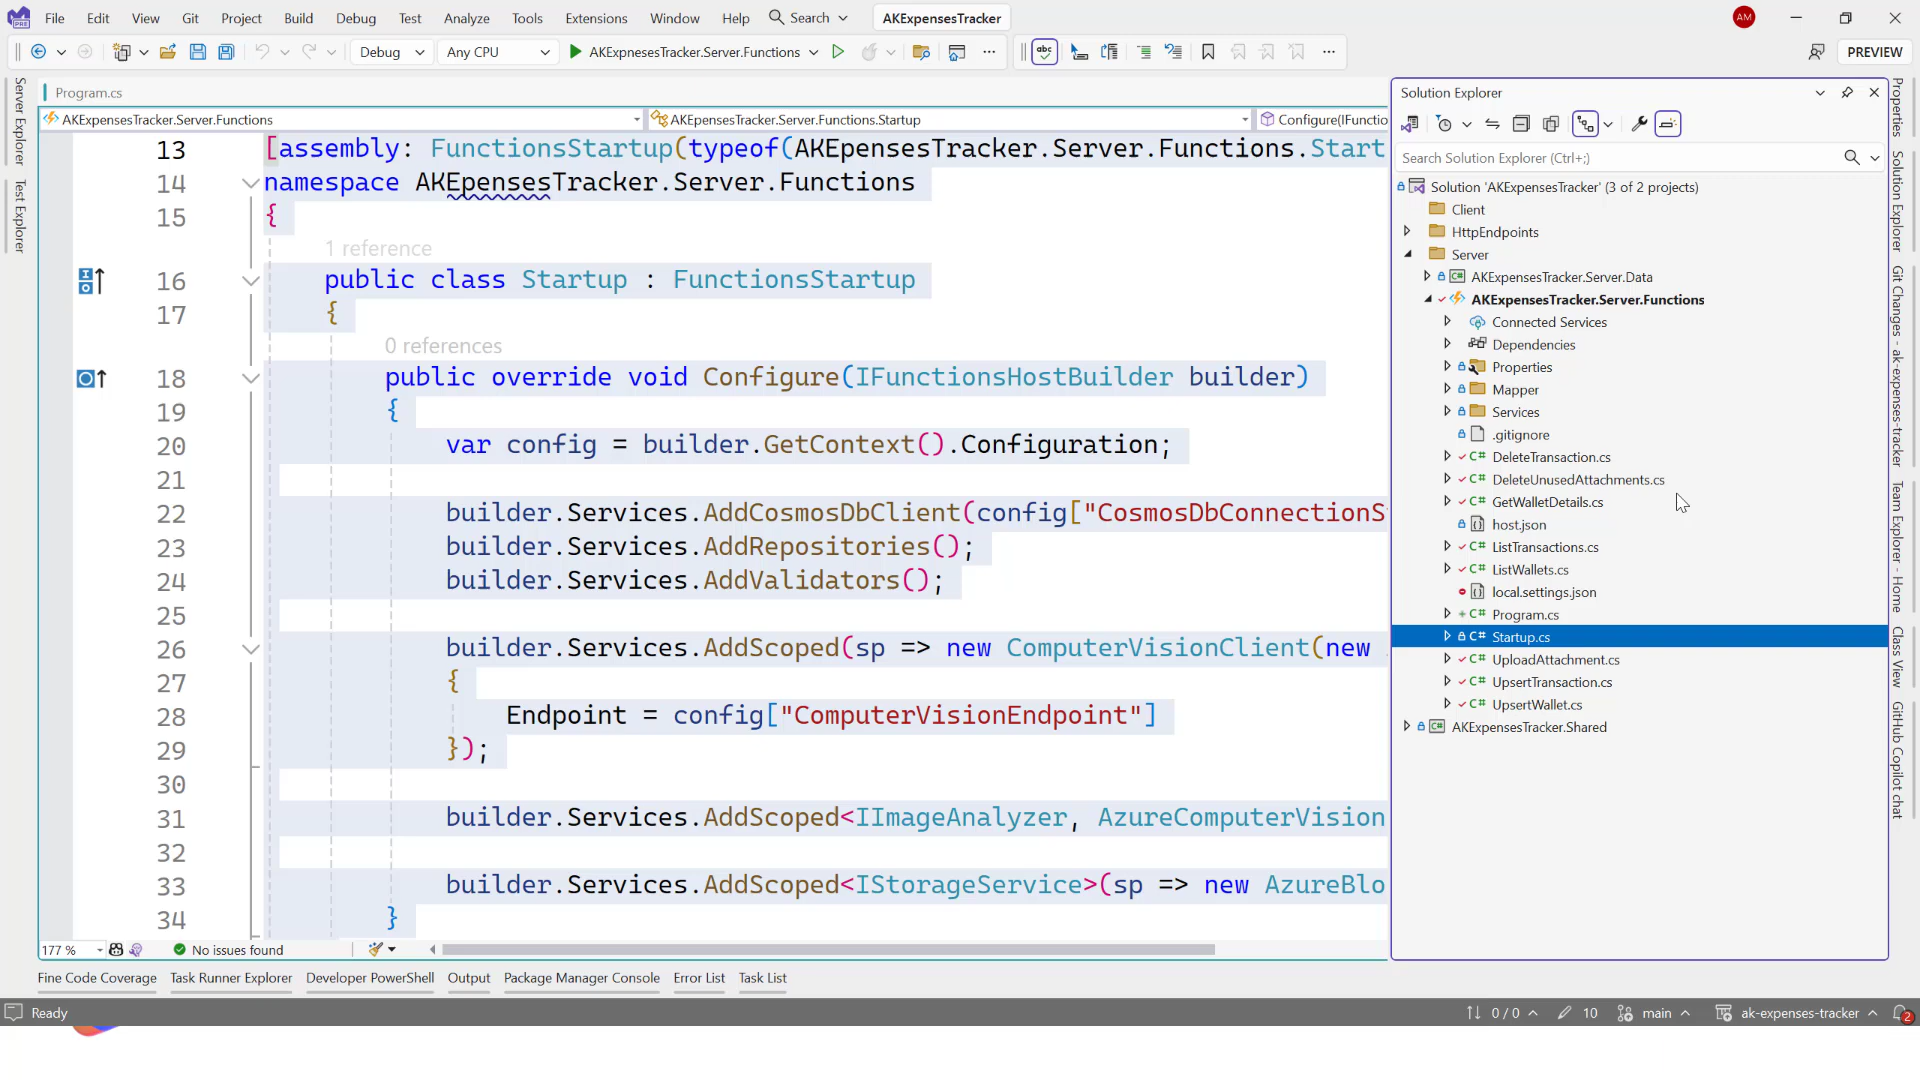 File Edit View Git Project Build Debug Test Analyze Tools Extensions Window Help Search AKExpensesTracker AM
Debug Any CPU AKExpnesesTracker.Server.Functions abc PREVIEW
Server Explorer
Test Explorer
Program.cs
AKExpensesTracker.Server.Functions AKEpensesTracker.Server.Functions.Startup Configure(IFunctio
13 [assembly: FunctionsStartup(typeof(AKEpensesTracker.Server.Functions.Start
14 namespace AKEpensesTracker.Server.Functions
15 {
1 reference
16 public class Startup : FunctionsStartup
17 {
0 references
18 public override void Configure(IFunctionsHostBuilder builder)
19 {
20 var config = builder.GetContext().Configuration;
21
22 builder.Services.AddCosmosDbClient(config["CosmosDbConnectionS
23 builder.Services.AddRepositories();
24 builder.Services.AddValidators();
25
26 builder.Services.AddScoped(sp => new ComputerVisionClient(new
27 {
28 Endpoint = config["ComputerVisionEndpoint"]
29 });
30
31 builder.Services.AddScoped<IImageAnalyzer, AzureComputerVision
32
33 builder.Services.AddScoped<IStorageService>(sp => new AzureBlo
34 }
177 % No issues found
Solution Explorer
Search Solution Explorer (Ctrl+;)
Solution 'AKExpensesTracker' (3 of 2 projects)
Client
HttpEndpoints
Server
AKExpensesTracker.Server.Data
AKExpensesTracker.Server.Functions
Connected Services
Dependencies
Properties
Mapper
Services
.gitignore
DeleteTransaction.cs
DeleteUnusedAttachments.cs
GetWalletDetails.cs
host.json
ListTransactions.cs
ListWallets.cs
local.settings.json
Program.cs
Startup.cs
UploadAttachment.cs
UpsertTransaction.cs
UpsertWallet.cs
AKExpensesTracker.Shared
Properties
Solution Explorer
Git Changes - ak-expenses-tracker
Team Explorer - Home
Class View
GitHub Copilot chat
Fine Code Coverage Task Runner Explorer Developer PowerShell Output Package Manager Console Error List Task List
Ready 0 / 0 10 main ak-expenses-tracker 2